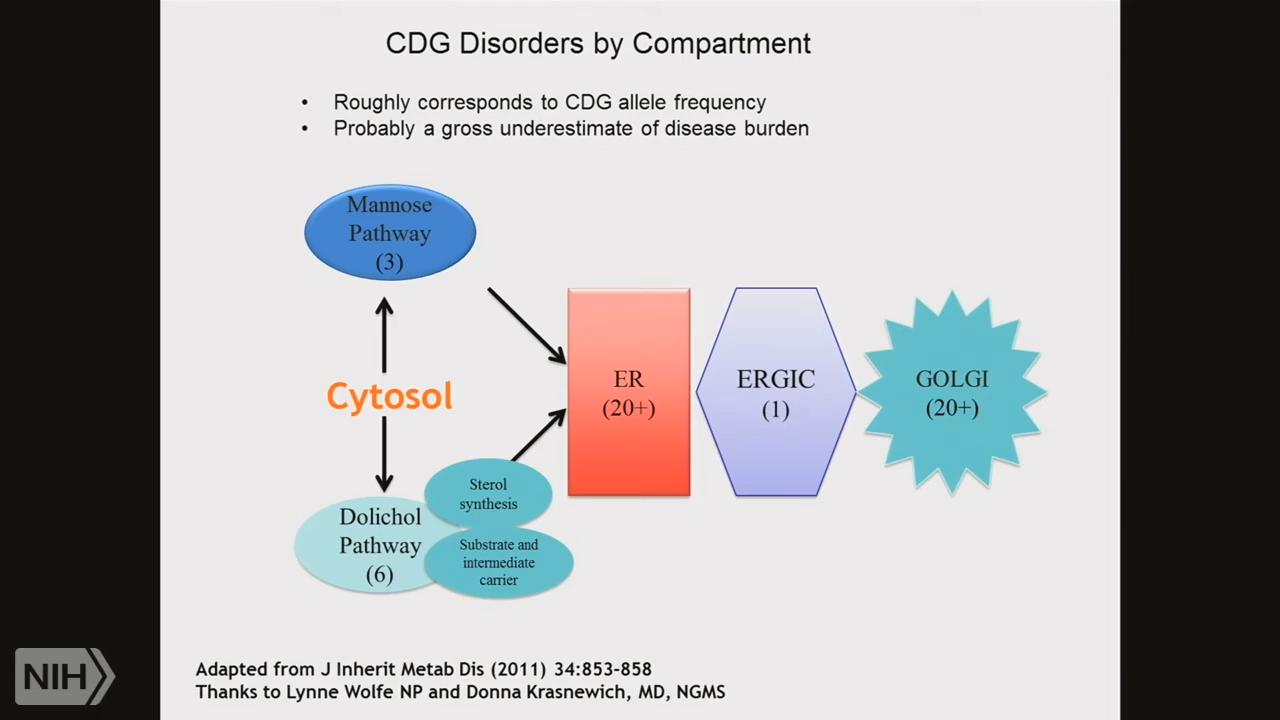 CDG Disorders by Compartment
• Roughly corresponds to CDG allele frequency
• Probably a gross underestimate of disease burden
Mannose
Pathway
(3)
Cytosol
Dolichol
Pathway
(6)
Sterol
synthesis
Substrate and
intermediate
carrier
ER
(20+)
ERGIC
(1)
GOLGI
(20+)
Adapted from J Inherit Metab Dis (2011) 34:853-858
Thanks to Lynne Wolfe NP and Donna Krasnewich, MD, NGMS
NIH